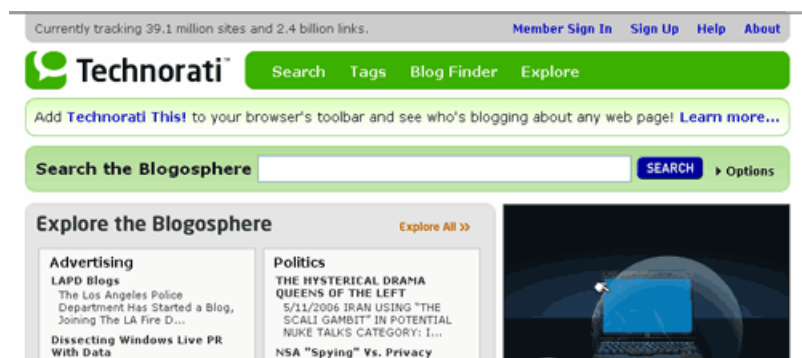 Currently tracking 39.1 million sites and 2.4 billion links.
Member Sign In Sign Up Help About
Technorati™
Search Tags Blog Finder Explore
Add Technorati This! to your browser's toolbar and see who's blogging about any web page! Learn more...
Search the Blogosphere SEARCH Options
Explore the Blogosphere Explore All »
Advertising
LAPD Blogs
The Los Angeles Police
Department Has Started a Blog,
Joining The LA Fire D...
Dissecting Windows Live PR
With Data
Politics
THE HYSTERICAL DRAMA
QUEENS OF THE LEFT
5/11/2006 IRAN USING "THE
SCALI GAMBIT" IN POTENTIAL
NUKE TALKS CATEGORY: I...
NSA "Spying" Vs. Privacy